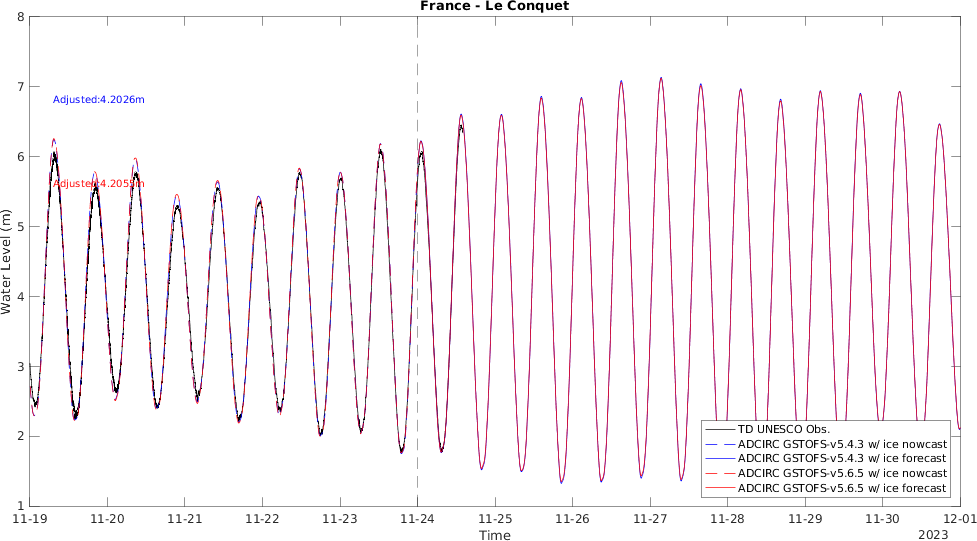 France - Le Conquet
8
7
6
5
4
3
2
1
Water Level (m)
Adjusted:4.2026m
Adjusted:4.2055m
TD UNESCO Obs.
ADCIRC GSTOFS-v5.4.3 w/ ice nowcast
ADCIRC GSTOFS-v5.4.3 w/ ice forecast
ADCIRC GSTOFS-v5.6.5 w/ ice nowcast
ADCIRC GSTOFS-v5.6.5 w/ ice forecast
11-19 11-20 11-21 11-22 11-23 11-24 11-25 11-26 11-27 11-28 11-29 11-30 12-01
Time
2023